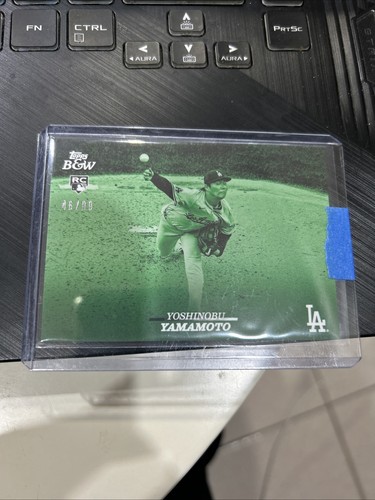 FN
CTRL
PrtSc
AURA
AURA
Topps
B&W
RC
YOSHINOBU
YAMAMOTO
LA